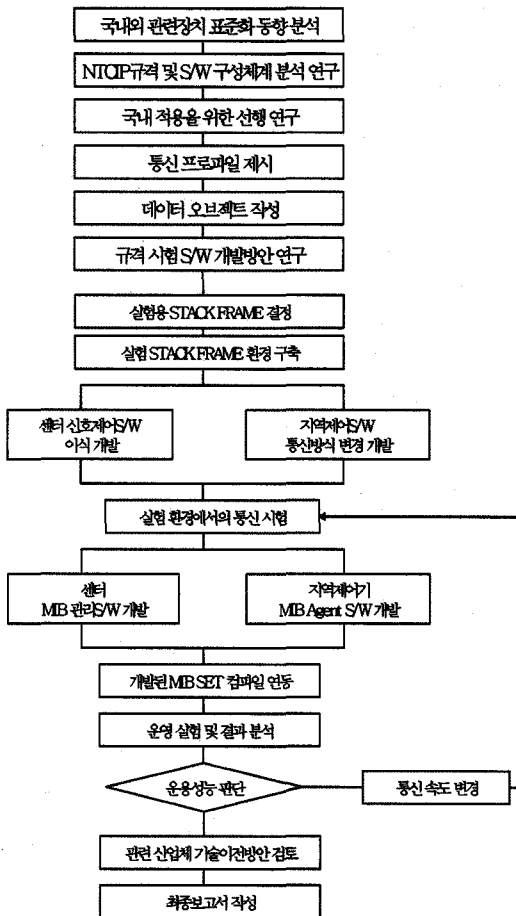 국내외 관련장치 표준화 동향 분석
NTCIP규격 및 S/W 구성체계 분석 연구
국내 적용을 위한 선행 연구
통신 프로파일 제시
데이터 오브젝트 작성
규격 시험 S/W 개발방안 연구
실험용 STACK FRAME 결정
실험 STACK FRAME 환경 구축
센터 신호제어S/W
이식 개발
지역제어S/W
통신방식 변경 개발
실험 환경에서의 통신 시험
센터
MIB 관리S/W 개발
지역제어기
MIB Agent S/W 개발
개발된 MIB SET 컴파일 연동
운영 실험 및 결과 분석
운용성능 판단
통신 속도 변경
관련 산업체 기술이전방안 검토
최종보고서 작성